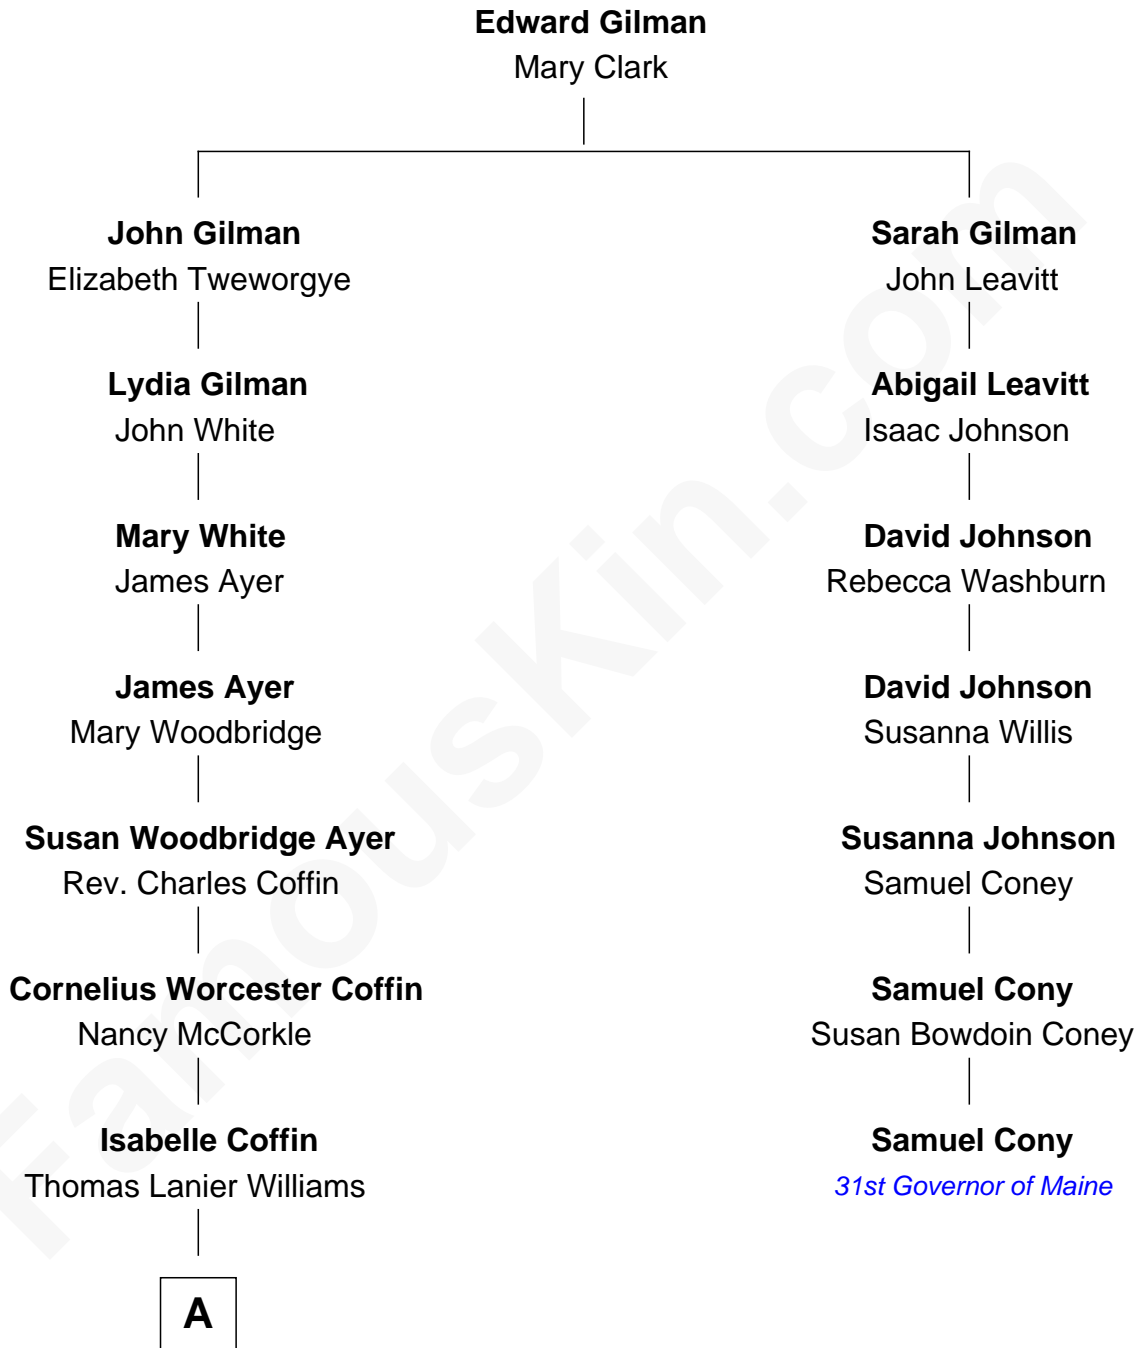 Edward Gilman
Mary Clark
John Gilman
Elizabeth Tweworgye
Lydia Gilman
John White
Mary White
James Ayer
James Ayer
Mary Woodbridge
Susan Woodbridge Ayer
Rev. Charles Coffin
Cornelius Worcester Coffin
Nancy McCorkle
Isabelle Coffin
Thomas Lanier Williams
A
Sarah Gilman
John Leavitt
Abigail Leavitt
Isaac Johnson
David Johnson
Rebecca Washburn
David Johnson
Susanna Willis
Susanna Johnson
Samuel Coney
Samuel Cony
Susan Bowdoin Coney
Samuel Cony
31st Governor of Maine
FamousKin.com